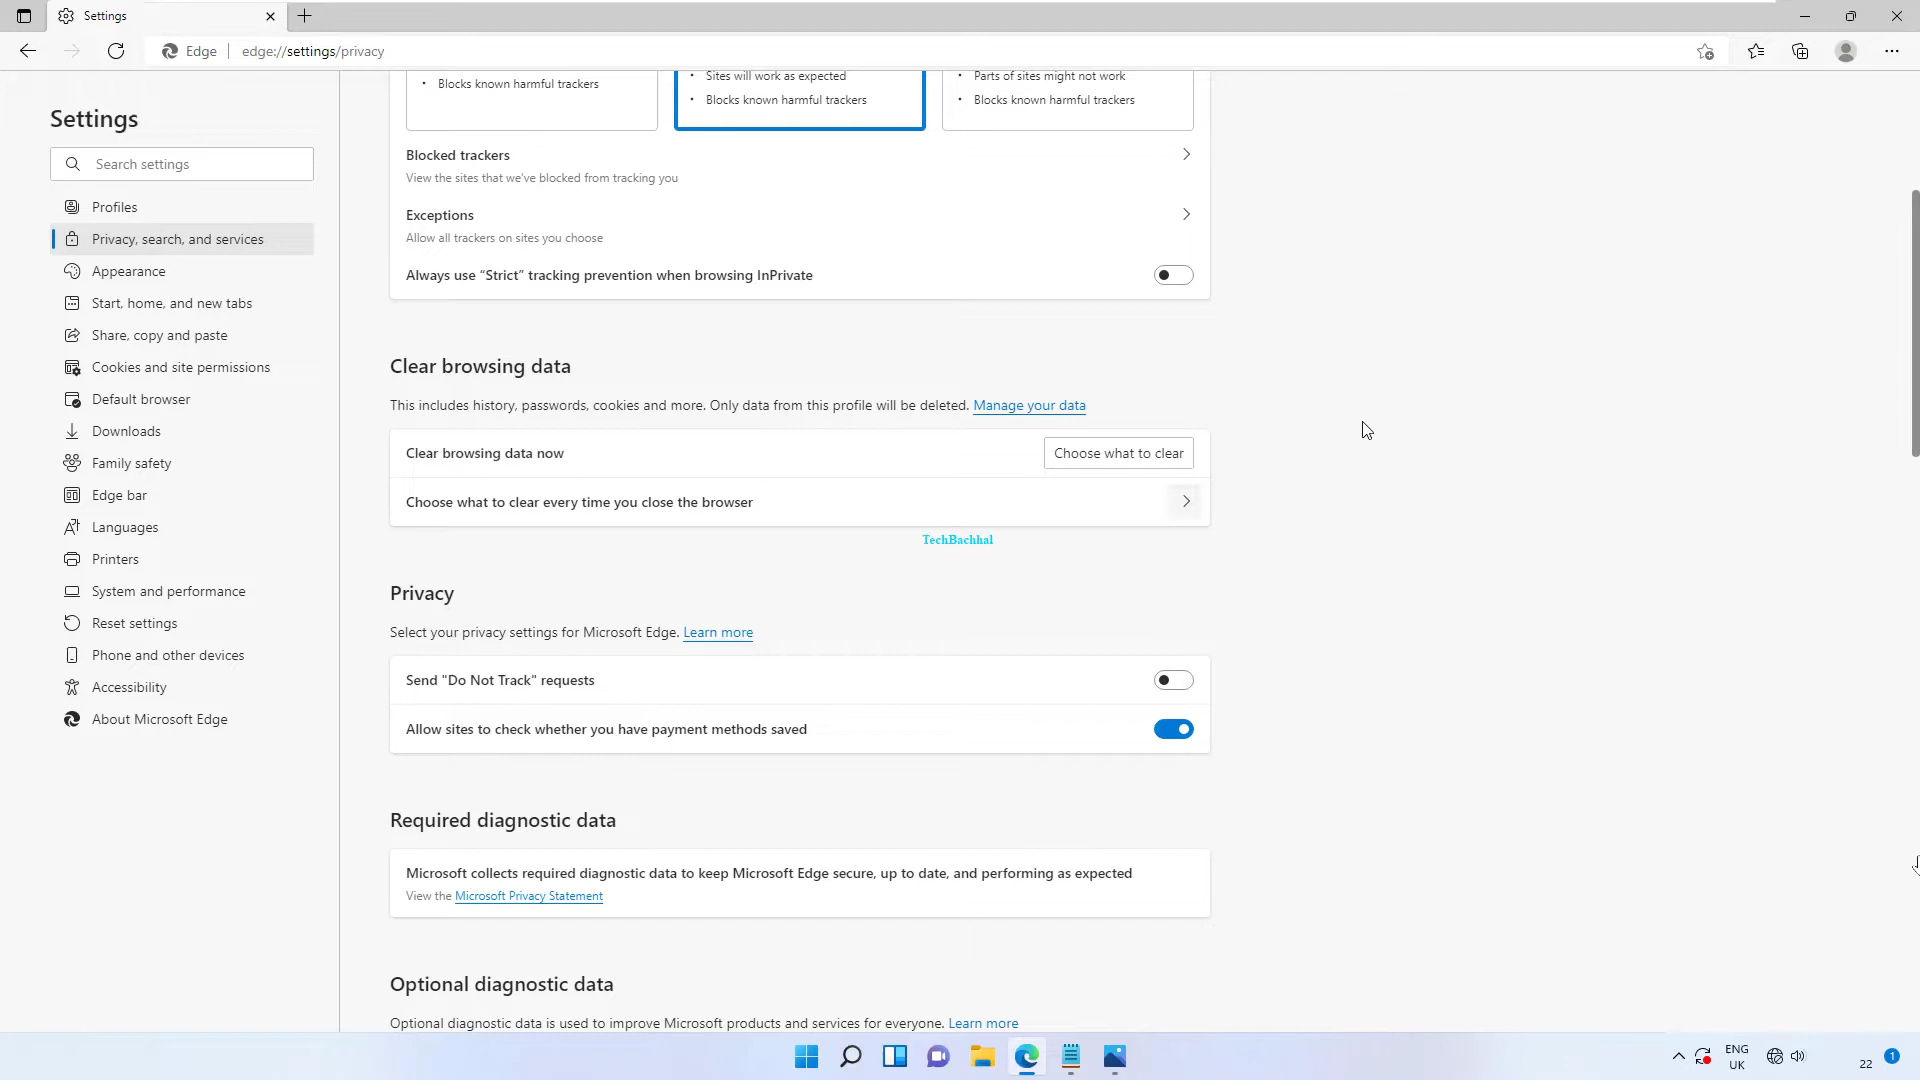 Settings
Edge
edge://settings/privacy
Settings
Search settings
Profiles
Privacy, search, and services
Appearance
Start, home, and new tabs
Share, copy and paste
Cookies and site permissions
Default browser
Downloads
Family safety
Edge bar
Languages
Printers
System and performance
Reset settings
Phone and other devices
Accessibility
About Microsoft Edge
• Blocks known harmful trackers
• Sites will work as expected
• Blocks known harmful trackers
• Parts of sites might not work
• Blocks known harmful trackers
Blocked trackers
View the sites that we've blocked from tracking you
Exceptions
Allow all trackers on sites you choose
Always use “Strict” tracking prevention when browsing InPrivate
Clear browsing data
This includes history, passwords, cookies and more. Only data from this profile will be deleted. Manage your data
Clear browsing data now
Choose what to clear
Choose what to clear every time you close the browser
TechBachhal
Privacy
Select your privacy settings for Microsoft Edge. Learn more
Send "Do Not Track" requests
Allow sites to check whether you have payment methods saved
Required diagnostic data
Microsoft collects required diagnostic data to keep Microsoft Edge secure, up to date, and performing as expected
View the Microsoft Privacy Statement
Optional diagnostic data
Optional diagnostic data is used to improve Microsoft products and services for everyone. Learn more
ENG
UK
22
1